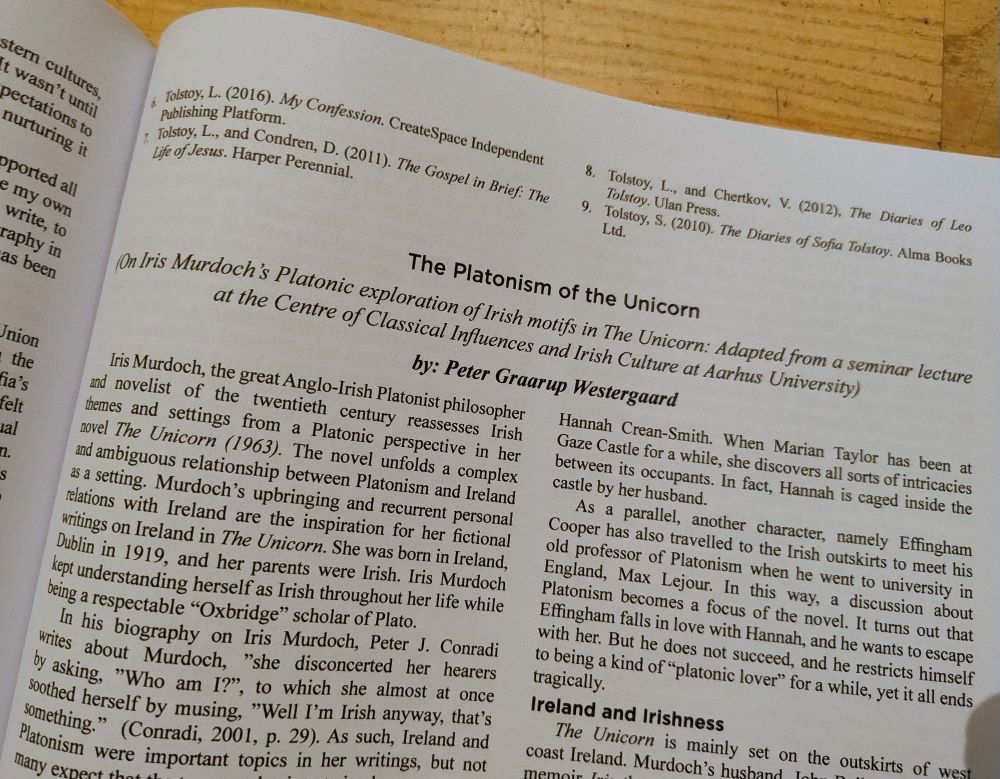 stern cultures,
It wasn't until
pectations to
nurturing it
pported all
e my own
write, to
raphy in
as been
Union
the
fia's
felt
ual
n.
s
6. Tolstoy, L. (2016). My Confession. CreateSpace Independent
Publishing Platform.
7. Tolstoy, L., and Condren, D. (2011). The Gospel in Brief: The
Life of Jesus. Harper Perennial.
8. Tolstoy, L., and Chertkov, V. (2012). The Diaries of Leo
Tolstoy. Ulan Press.
9. Tolstoy, S. (2010). The Diaries of Sofia Tolstoy. Alma Books
Ltd.
The Platonism of the Unicorn
(On Iris Murdoch's Platonic exploration of Irish motifs in The Unicorn: Adapted from a seminar lecture
at the Centre of Classical Influences and Irish Culture at Aarhus University)
by: Peter Graarup Westergaard
Iris Murdoch, the great Anglo-Irish Platonist philosopher
and novelist of the twentieth century reassesses Irish
themes and settings from a Platonic perspective in her
novel The Unicorn (1963). The novel unfolds a complex
and ambiguous relationship between Platonism and Ireland
as a setting. Murdoch's upbringing and recurrent personal
relations with Ireland are the inspiration for her fictional
writings on Ireland in The Unicorn. She was born in Ireland,
Dublin in 1919, and her parents were Irish. Iris Murdoch
kept understanding herself as Irish throughout her life while
being a respectable “Oxbridge” scholar of Plato.
In his biography on Iris Murdoch, Peter J. Conradi
writes about Murdoch, ”she disconcerted her hearers
by asking, ”Who am I?”, to which she almost at once
soothed herself by musing, ”Well I'm Irish anyway, that's
something.” (Conradi, 2001, p. 29). As such, Ireland and
Platonism were important topics in her writings, but not
many expect that the
Hannah Crean-Smith. When Marian Taylor has been at
Gaze Castle for a while, she discovers all sorts of intricacies
between its occupants. In fact, Hannah is caged inside the
castle by her husband.
As a parallel, another character, namely Effingham
Cooper has also travelled to the Irish outskirts to meet his
old professor of Platonism when he went to university in
England, Max Lejour. In this way, a discussion about
Platonism becomes a focus of the novel. It turns out that
Effingham falls in love with Hannah, and he wants to escape
with her. But he does not succeed, and he restricts himself
to being a kind of “platonic lover” for a while, yet it all ends
tragically.
Ireland and Irishness
The Unicorn is mainly set on the outskirts of west
coast Ireland. Murdoch's husband, John
memoir